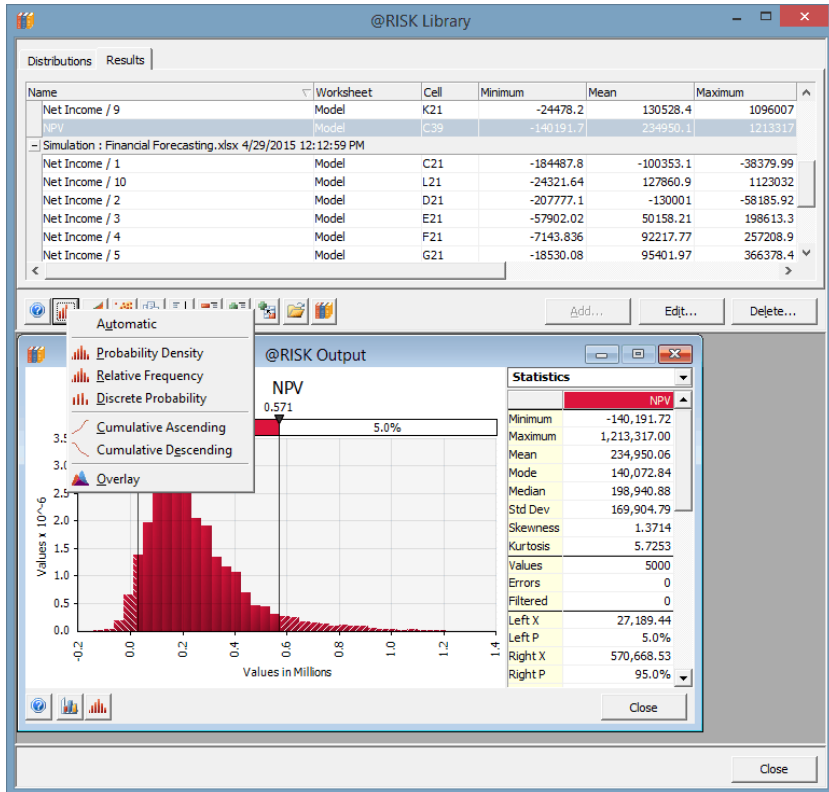 @RISK Library
Distributions Results
Name Worksheet Cell Minimum Mean Maximum
Net Income / 9 Model K21 -24478.2 130528.4 1096007
NPV Model C39 -140191.7 234950.1 1213317
Simulation : Financial Forecasting.xlsx 4/29/2015 12:12:59 PM
Net Income / 1 Model C21 -184487.8 -100353.1 -38379.99
Net Income / 10 Model L21 -24321.64 127860.9 1123032
Net Income / 2 Model D21 -207777.1 -130001 -58185.92
Net Income / 3 Model E21 -57902.02 50158.21 198613.3
Net Income / 4 Model F21 -7143.836 92217.77 257208.9
Net Income / 5 Model G21 -18530.08 95401.97 366378.4
Add... Edit... Delete...
Automatic
Probability Density
Relative Frequency
Discrete Probability
Cumulative Ascending
Cumulative Descending
Overlay
@RISK Output
NPV
0.571
5.0%
3.5
3.0
2.5
2.0
1.5
1.0
0.5
0.0
Values x 10^-6
-0.2 0.0 0.2 0.4 0.6 0.8 1.0 1.2 1.4
Values in Millions
Statistics
NPV
Minimum -140,191.72
Maximum 1,213,317.00
Mean 234,950.06
Mode 140,072.84
Median 198,940.88
Std Dev 169,904.79
Skewness 1.3714
Kurtosis 5.7253
Values 5000
Errors 0
Filtered 0
Left X 27,189.44
Left P 5.0%
Right X 570,668.53
Right P 95.0%
Close
Close